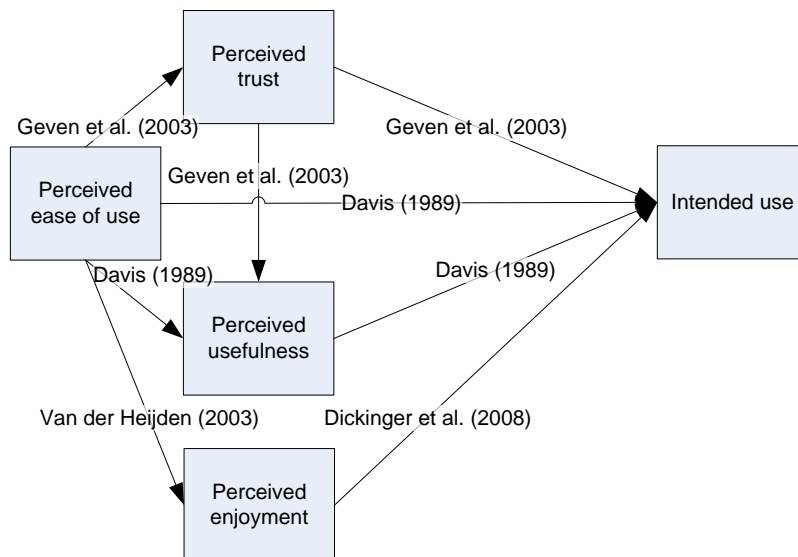 Perceived
trust
Geven et al. (2003)
Geven et al. (2003)
Perceived
ease of use
Geven et al. (2003)
Davis (1989)
Intended use
Davis (1989)
Davis (1989)
Perceived
usefulness
Van der Heijden (2003)
Dickinger et al. (2008)
Perceived
enjoyment